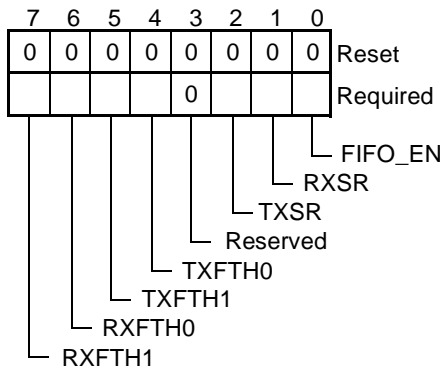 7 6 5 4 3 2 1 0
0 0 0 0 0 0 0 0 Reset
0 Required
FIFO_EN
RXSR
TXSR
Reserved
TXFTH0
TXFTH1
RXFTH0
RXFTH1